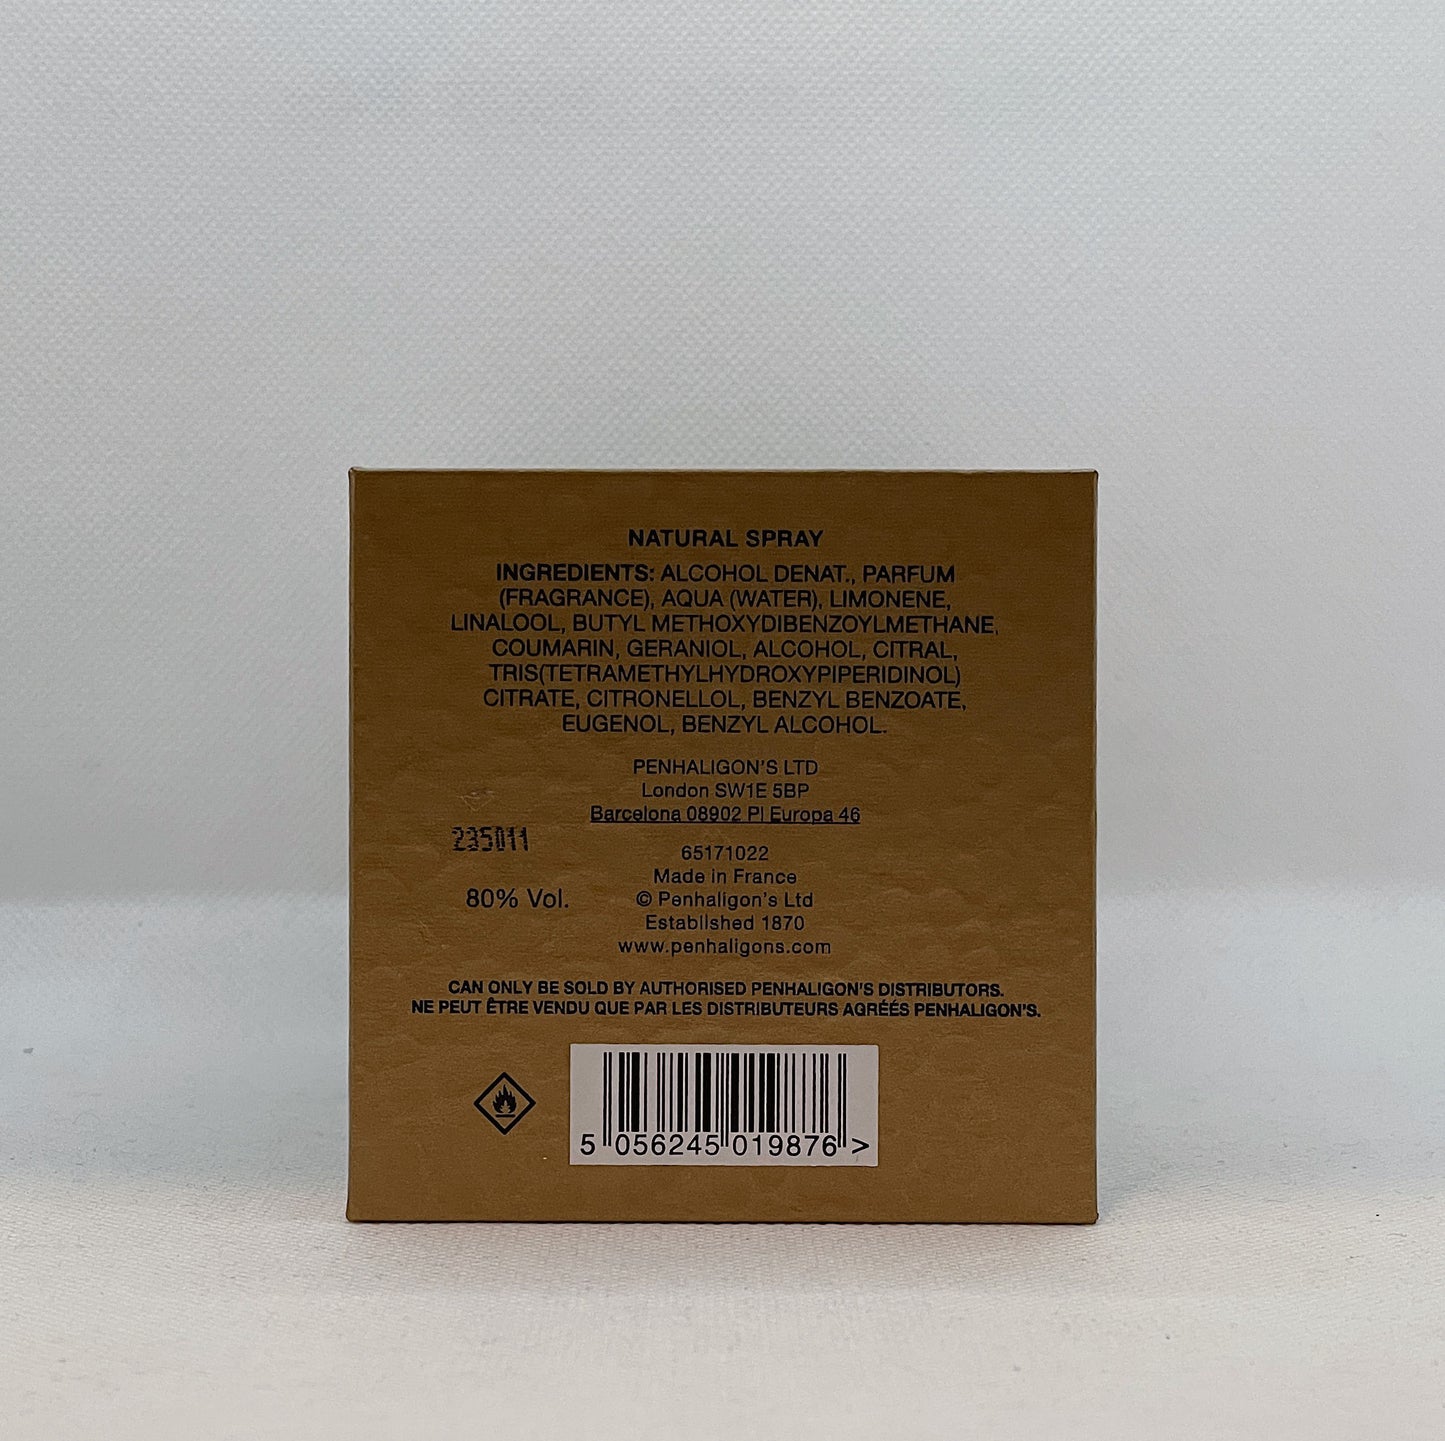 NATURAL SPRAY
INGREDIENTS: ALCOHOL DENAT., PARFUM
(FRAGRANCE), AQUA (WATER), LIMONENE,
LINALOOL, BUTYL METHOXYDIBENZOYLMETHANE,
COUMARIN, GERANIOL, ALCOHOL, CITRAL,
TRIS(TETRAMETHYLHYDROXYPIPERIDINOL)
CITRATE, CITRONELLOL, BENZYL BENZOATE,
EUGENOL, BENZYL ALCOHOL.
PENHALIGON'S LTD
London SW1E 5BP
Barcelona 08902 Pl Europa 46
235011
65171022
Made in France
80% Vol.
© Penhaligon's Ltd
Established 1870
www.penhaligons.com
CAN ONLY BE SOLD BY AUTHORISED PENHALIGON'S DISTRIBUTORS.
NE PEUT ÊTRE VENDU QUE PAR LES DISTRIBUTEURS AGRÉÉS PENHALIGON'S.
5 056245 019876 >